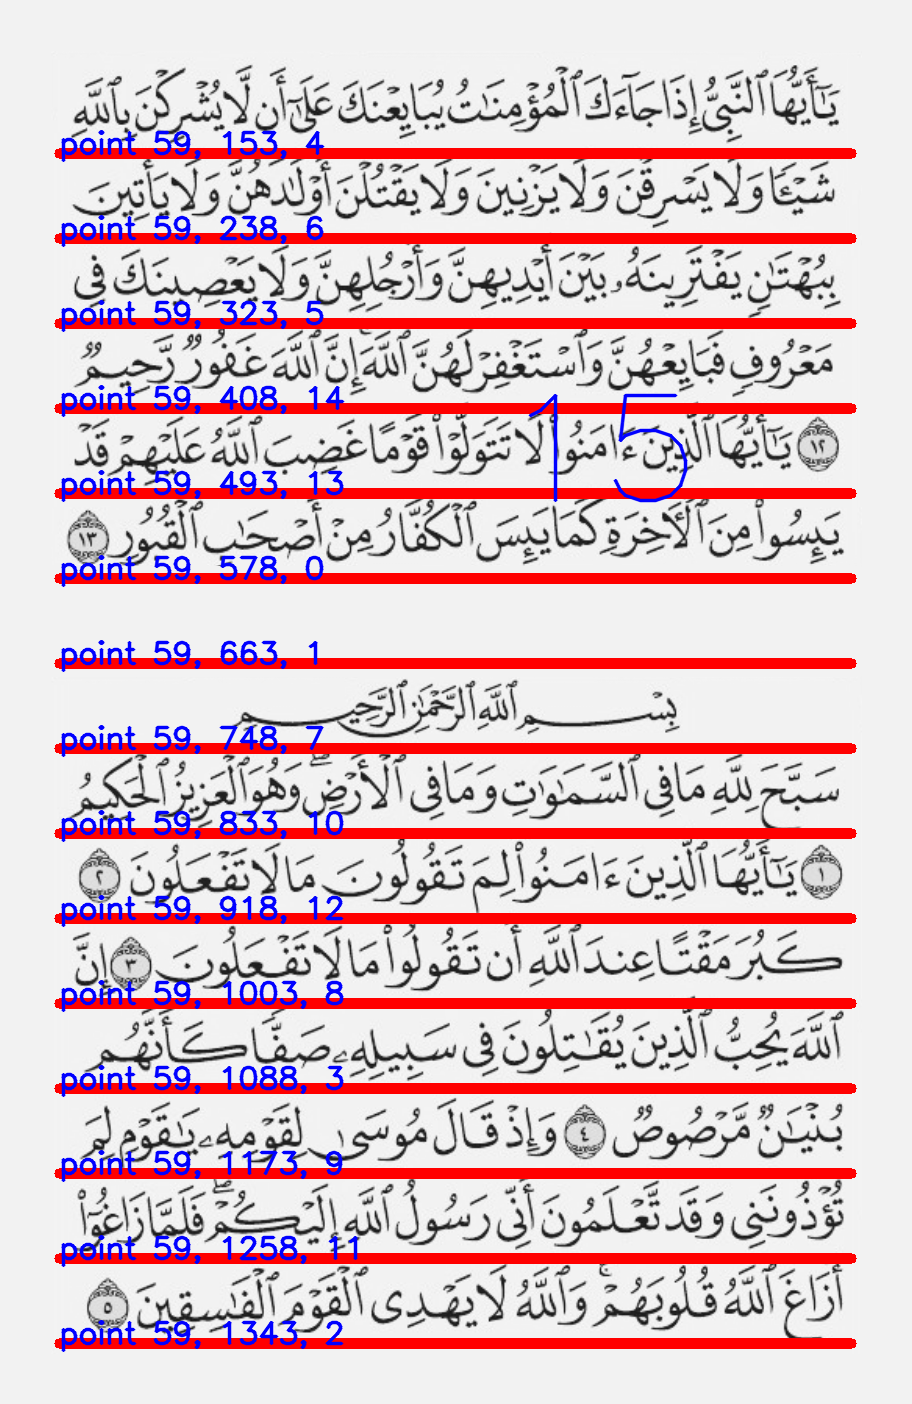 يَـٰٓأَيُّهَا ٱلنَّبِىُّ إِذَا جَآءَكَ ٱلْمُؤْمِنَـٰتُ يُبَايِعْنَكَ عَلَىٰٓ أَن لَّا يُشْرِكْنَ بِٱللَّهِ
point 59, 153, 4
شَيْـًٔا وَلَا يَسْرِقْنَ وَلَا يَزْنِينَ وَلَا يَقْتُلْنَ أَوْلَـٰدَهُنَّ وَلَا يَأْتِينَ
point 59, 238, 6
بِبُهْتَـٰنٍ يَفْتَرِينَهُۥ بَيْنَ أَيْدِيهِنَّ وَأَرْجُلِهِنَّ وَلَا يَعْصِينَكَ فِى
point 59, 323, 5
مَعْرُوفٍ فَبَايِعْهُنَّ وَٱسْتَغْفِرْ لَهُنَّ ٱللَّهَ إِنَّ ٱللَّهَ غَفُورٌ رَّحِيمٌ
point 59, 408, 14
١٢ يَـٰٓأَيُّهَا ٱلَّذِينَ ءَامَنُوا۟ لَا تَتَوَلَّوْا۟ قَوْمًا غَضِبَ ٱللَّهُ عَلَيْهِمْ قَدْ
15
point 59, 493, 13
يَئِسُوا۟ مِنَ ٱلْـَٔاخِرَةِ كَمَا يَئِسَ ٱلْكُفَّارُ مِنْ أَصْحَـٰبِ ٱلْقُبُورِ ١٣
point 59, 578, 0
point 59, 663, 1
بِسْمِ ٱللَّهِ ٱلرَّحْمَـٰنِ ٱلرَّحِيمِ
point 59, 748, 7
سَبَّحَ لِلَّهِ مَا فِى ٱلسَّمَـٰوَٰتِ وَمَا فِى ٱلْأَرْضِ ۖ وَهُوَ ٱلْعَزِيزُ ٱلْحَكِيمُ
point 59, 833, 10
١ يَـٰٓأَيُّهَا ٱلَّذِينَ ءَامَنُوا۟ لِمَ تَقُولُونَ مَا لَا تَفْعَلُونَ ٢
point 59, 918, 12
كَبُرَ مَقْتًا عِندَ ٱللَّهِ أَن تَقُولُوا۟ مَا لَا تَفْعَلُونَ ٣ إِنَّ
point 59, 1003, 8
ٱللَّهَ يُحِبُّ ٱلَّذِينَ يُقَـٰتِلُونَ فِى سَبِيلِهِۦ صَفًّا كَأَنَّهُم
point 59, 1088, 3
بُنْيَـٰنٌ مَّرْصُوصٌ ٤ وَإِذْ قَالَ مُوسَىٰ لِقَوْمِهِۦ يَـٰقَوْمِ لِمَ
point 59, 1173, 9
تُؤْذُونَنِى وَقَد تَّعْلَمُونَ أَنِّى رَسُولُ ٱللَّهِ إِلَيْكُمْ ۖ فَلَمَّا زَاغُوٓا۟
point 59, 1258, 11
أَزَاغَ ٱللَّهُ قُلُوبَهُمْ ۚ وَٱللَّهُ لَا يَهْدِى ٱلْقَوْمَ ٱلْفَـٰسِقِينَ ٥
point 59, 1343, 2